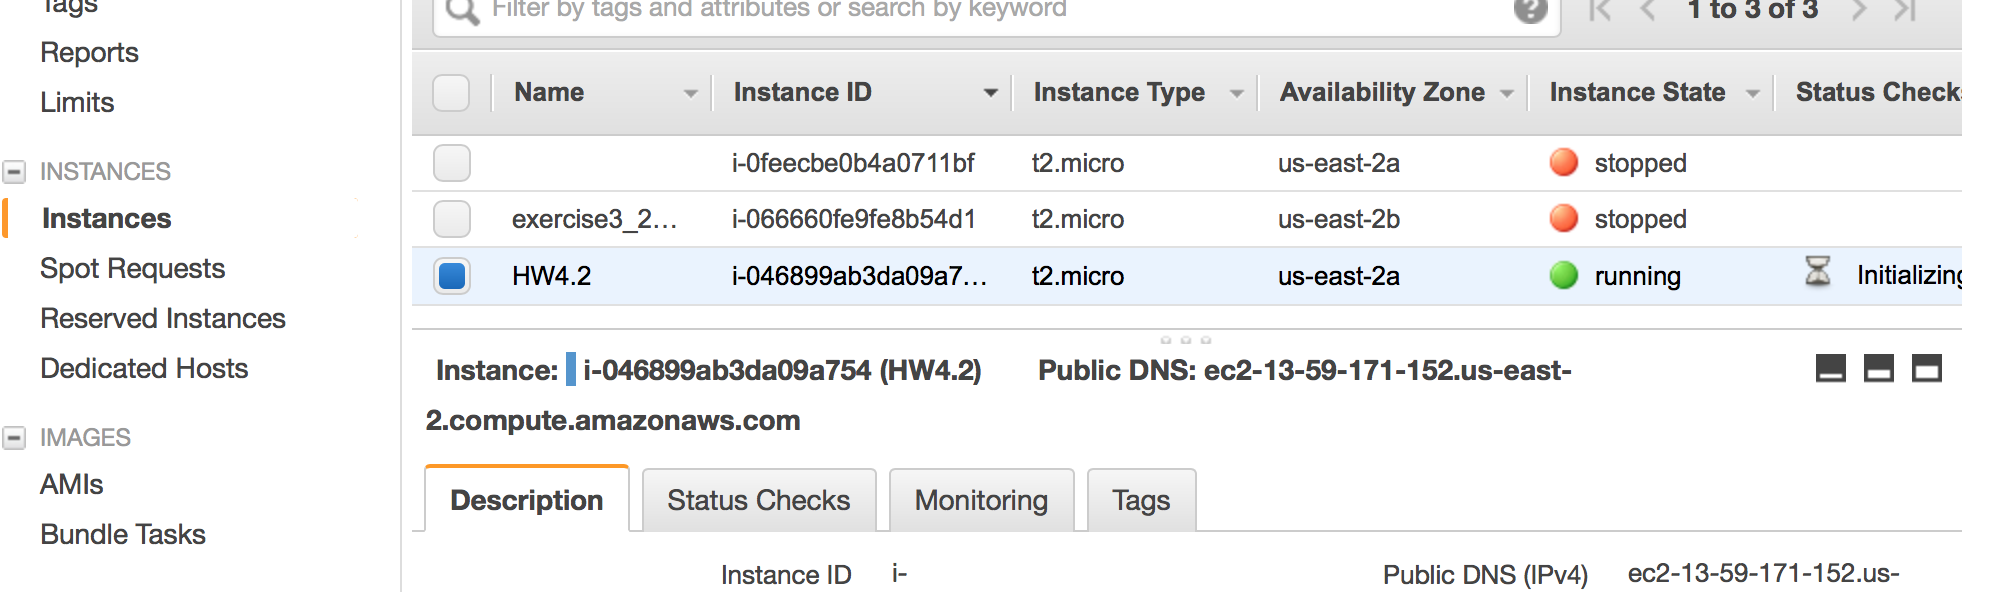 Tags
Reports
Limits
INSTANCES
Instances
Spot Requests
Reserved Instances
Dedicated Hosts
IMAGES
AMIs
Bundle Tasks
Filter by tags and attributes or search by keyword ? 1 to 3 of 3
Name Instance ID Instance Type Availability Zone Instance State Status Checks
i-0feecbe0b4a0711bf t2.micro us-east-2a stopped
exercise3_2... i-066660fe9fe8b54d1 t2.micro us-east-2b stopped
HW4.2 i-046899ab3da09a7... t2.micro us-east-2a running Initializing
Instance: i-046899ab3da09a754 (HW4.2) Public DNS: ec2-13-59-171-152.us-east-
2.compute.amazonaws.com
Description Status Checks Monitoring Tags
Instance ID i- Public DNS (IPv4) ec2-13-59-171-152.us-